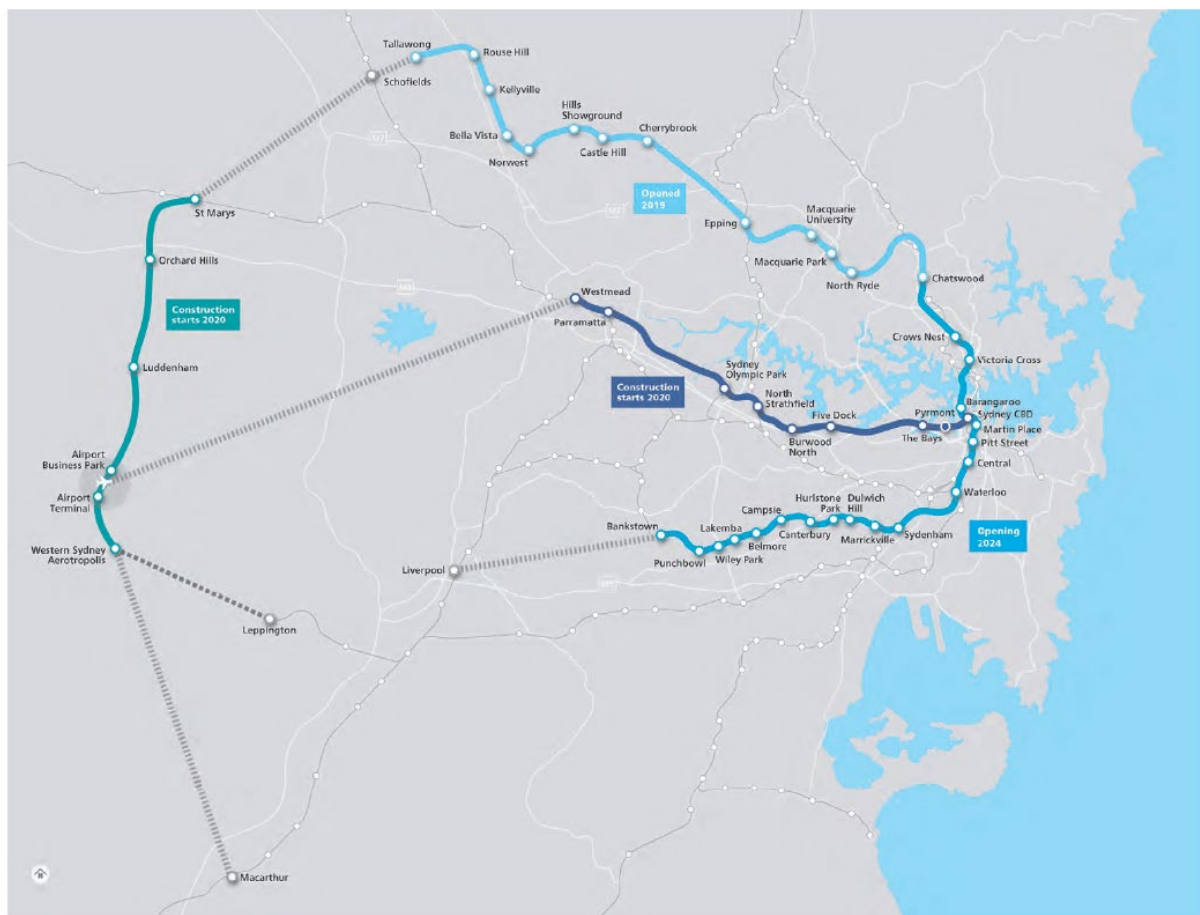 Tallawong
Rouse Hill
Schofields
Kellyville
Hills
Showground
Bella Vista
Cherrybrook
Castle Hill
Norwest
Opened
2019
St Marys
Epping
Macquarie
University
Orchard Hills
Macquarie Park
North Ryde
Chatswood
Westmead
Construction
starts 2020
Parramatta
Crows Nest
Luddenham
Victoria Cross
Sydney
Olympic Park
Construction
starts 2020
North
Strathfield
Barangaroo
Five Dock
Pyrmont
Sydney CBD
Martin Place
The Bays
Burwood
North
Pitt Street
Central
Airport
Business Park
Waterloo
Airport
Terminal
Hurlstone
Park
Dulwich
Hill
Campsie
Bankstown
Lakemba
Canterbury
Sydenham
Opening
2024
Belmore
Marrickville
Western Sydney
Aerotropolis
Wiley Park
Punchbowl
Liverpool
Leppington
Macarthur